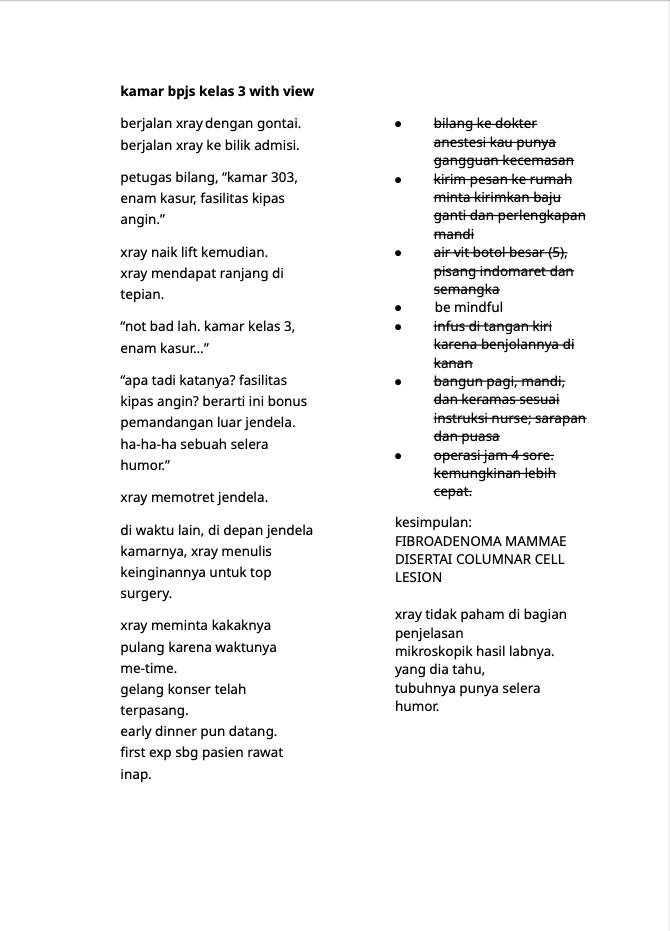 kamar bpjs kelas 3 with view
berjalan xray dengan gontai.
berjalan xray ke bilik admisi.
petugas bilang, “kamar 303,
enam kasur, fasilitas kipas
angin.”
xray naik lift kemudian.
xray mendapat ranjang di
tepian.
“not bad lah. kamar kelas 3,
enam kasur...”
“apa tadi katanya? fasilitas
kipas angin? berarti ini bonus
pemandangan luar jendela.
ha-ha-ha sebuah selera
humor.”
xray memotret jendela.
di waktu lain, di depan jendela
kamarnya, xray menulis
keinginannya untuk top
surgery.
xray meminta kakaknya
pulang karena waktunya
me-time.
gelang konser telah
terpasang.
early dinner pun datang.
first exp sbg pasien rawat
inap.
● bilang ke dokter
anestesi kau punya
gangguan kecemasan
● kirim pesan ke rumah
minta kirimkan baju
ganti dan perlengkapan
mandi
● air vit botol besar (5),
pisang indomaret dan
semangka
● be mindful
● infus di tangan kiri
karena benjolannya di
kanan
● bangun pagi, mandi,
dan keramas sesuai
instruksi nurse; sarapan
dan puasa
● operasi jam 4 sore.
kemungkinan lebih
cepat.
kesimpulan:
FIBROADENOMA MAMMAE
DISERTAI COLUMNAR CELL
LESION
xray tidak paham di bagian
penjelasan
mikroskopik hasil labnya.
yang dia tahu,
tubuhnya punya selera
humor.